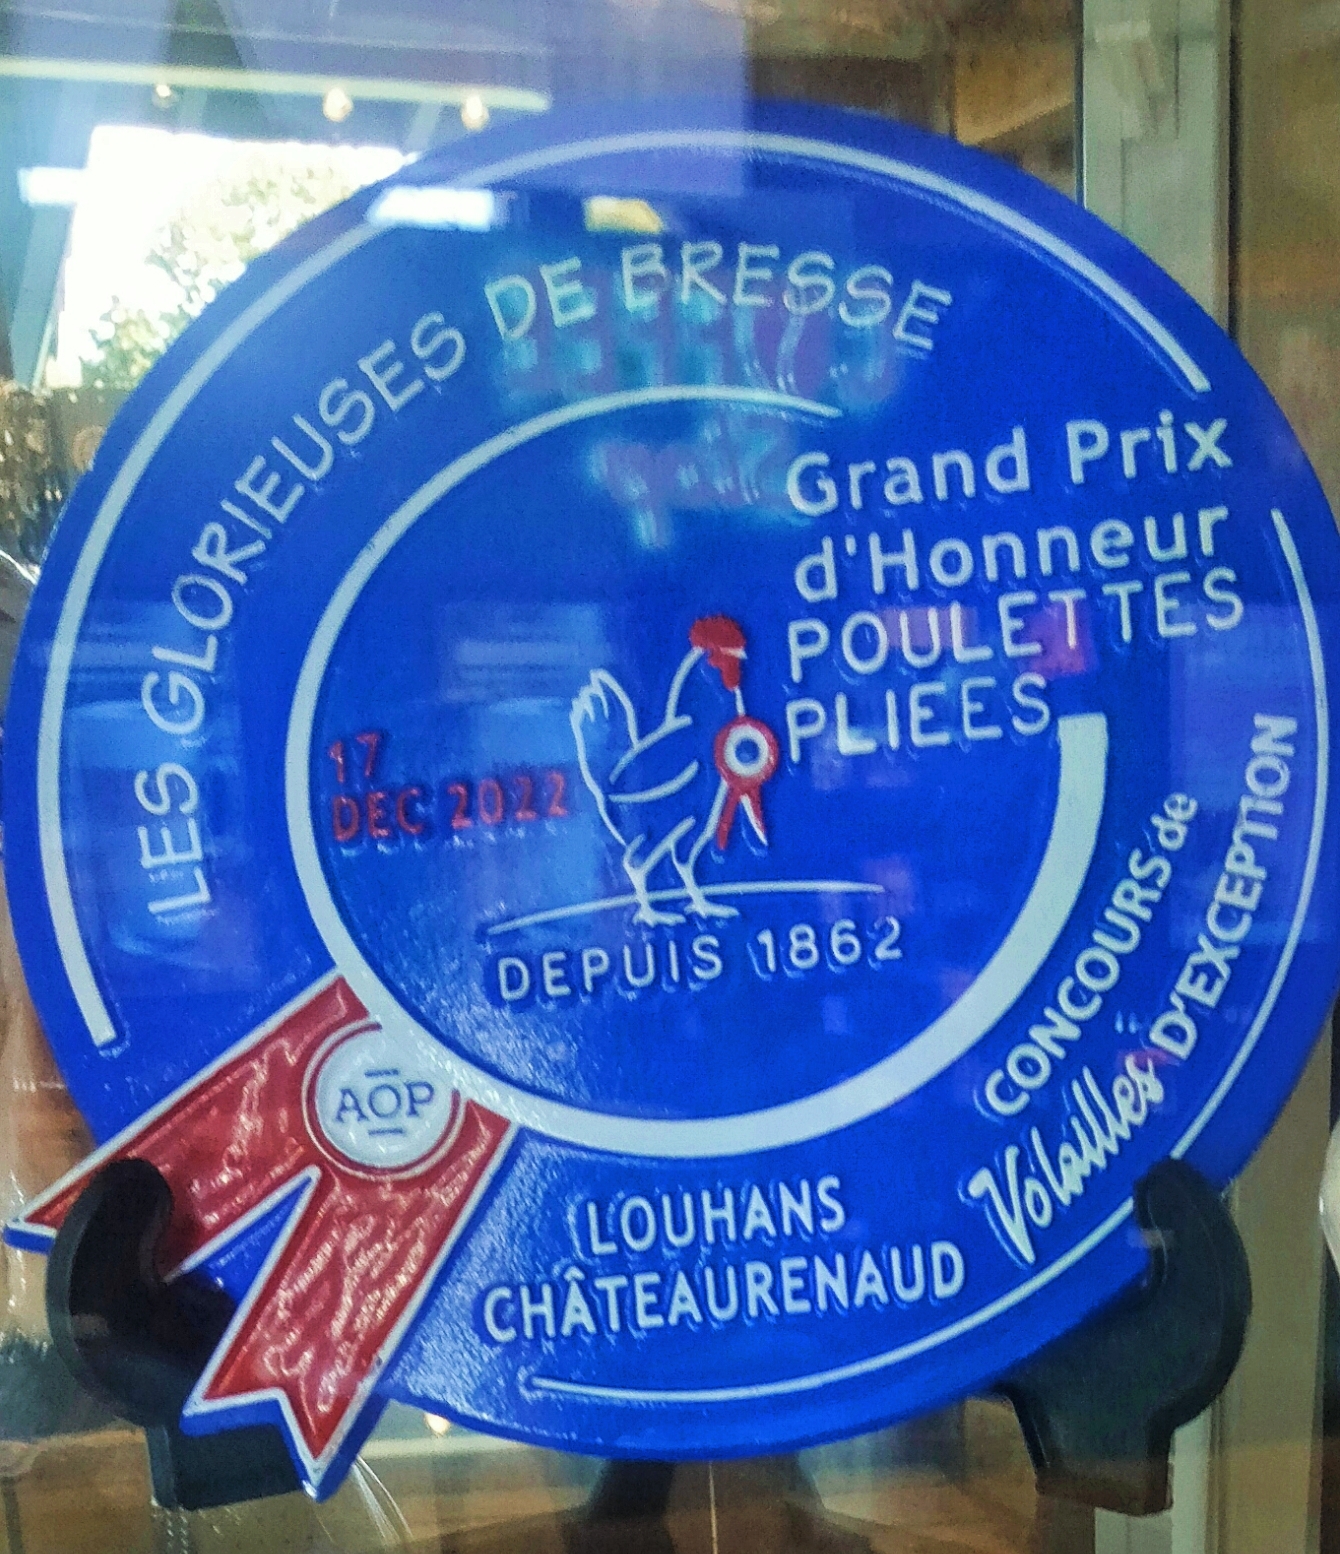 LES GLORIEUSES DE BRESSE
Grand Prix
d'Honneur
POULETTES
PLIEES
17
DEC 2022
DEPUIS 1862
AOP
CONCOURS de
Volailles D'EXCEPTION
LOUHANS
CHÂTEAURENAUD